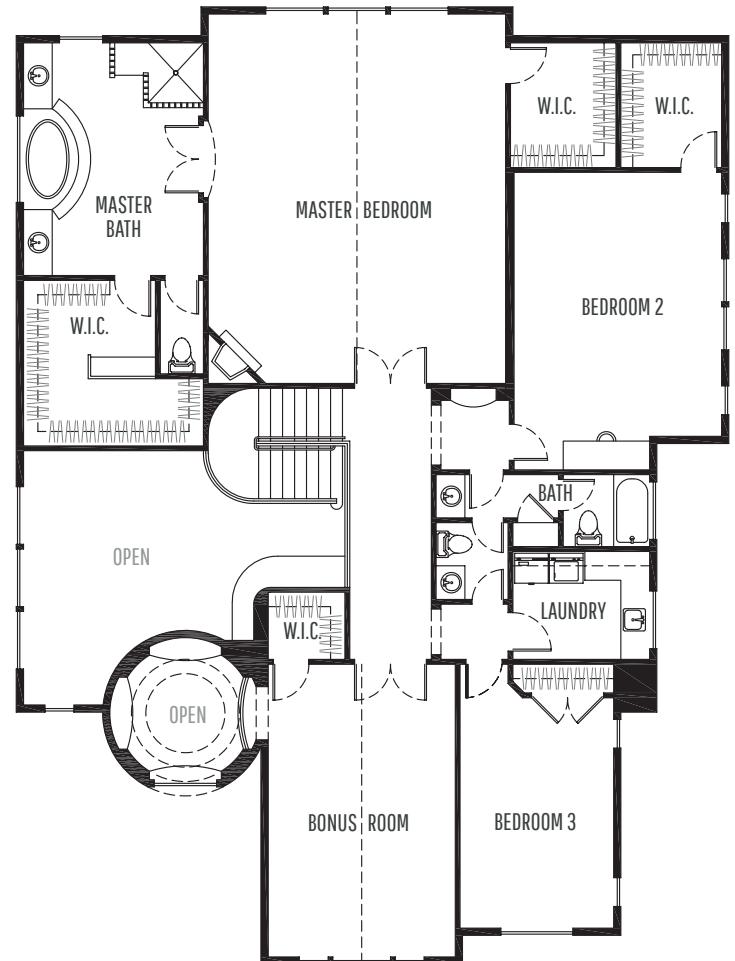 W.I.C.
W.I.C.
MASTER
BATH
MASTER BEDROOM
BEDROOM 2
W.I.C.
BATH
OPEN
LAUNDRY
W.I.C.
OPEN
BONUS ROOM
BEDROOM 3